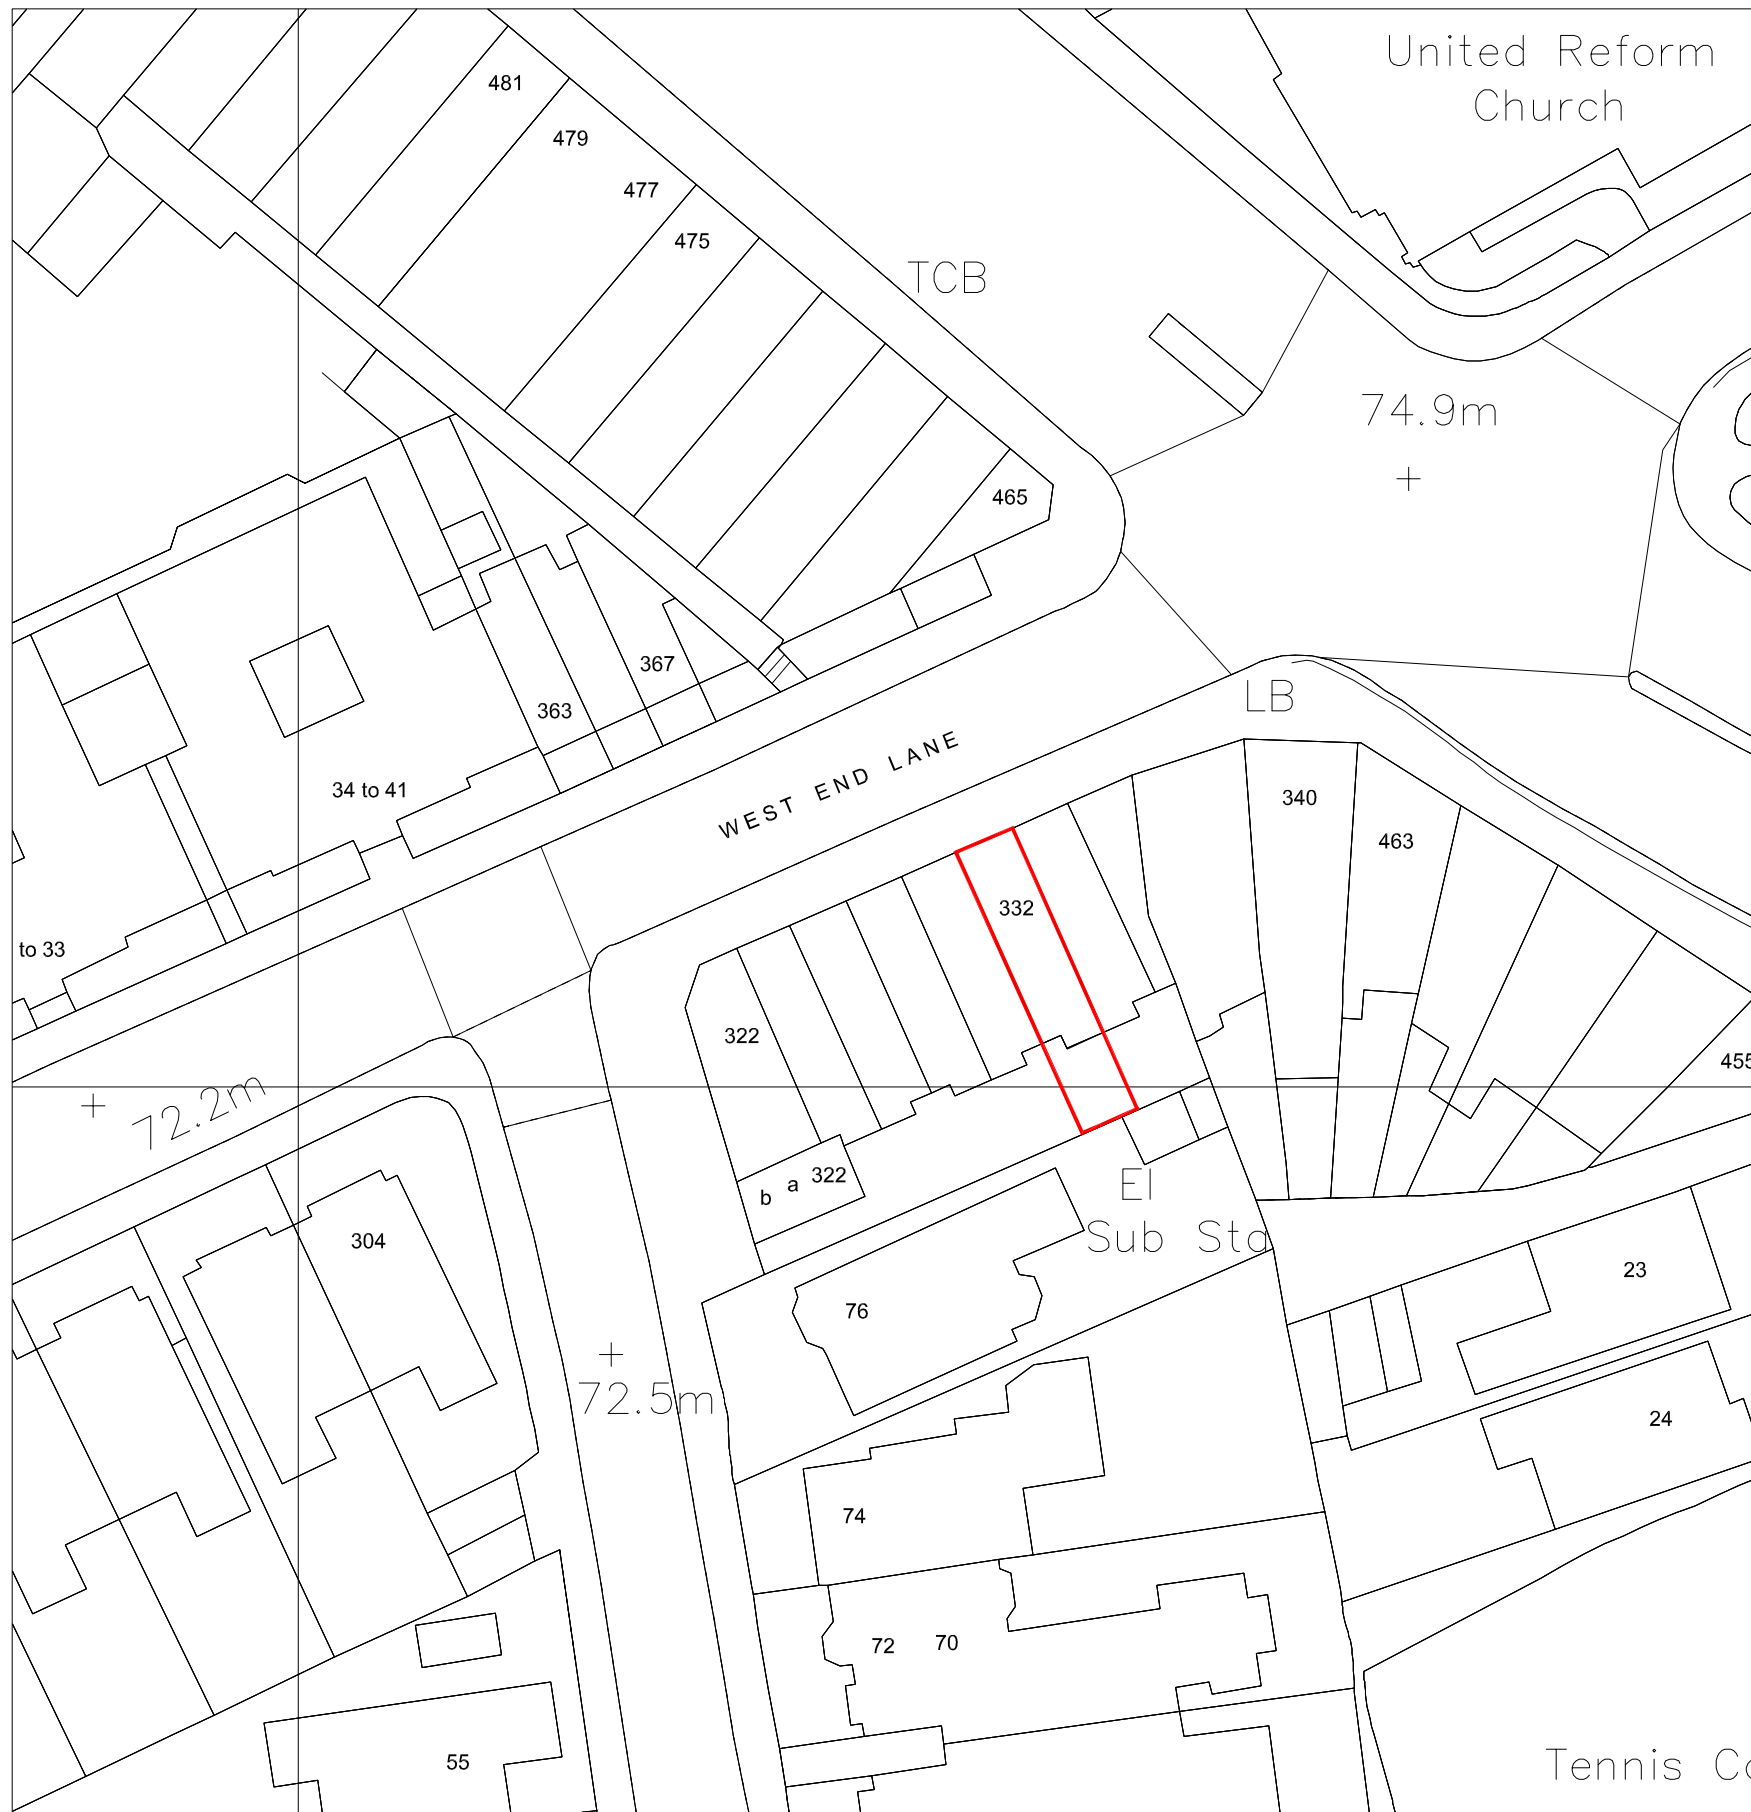 United Reform
Church
481
479
477
475
TCB
74.9m
465
367
363
LB
WEST END LANE
34 to 41
340
463
332
to 33
322
455
72.2m
b a 322
El
Sub Sta
304
23
76
72.5m
24
74
72 70
55
Tennis Co